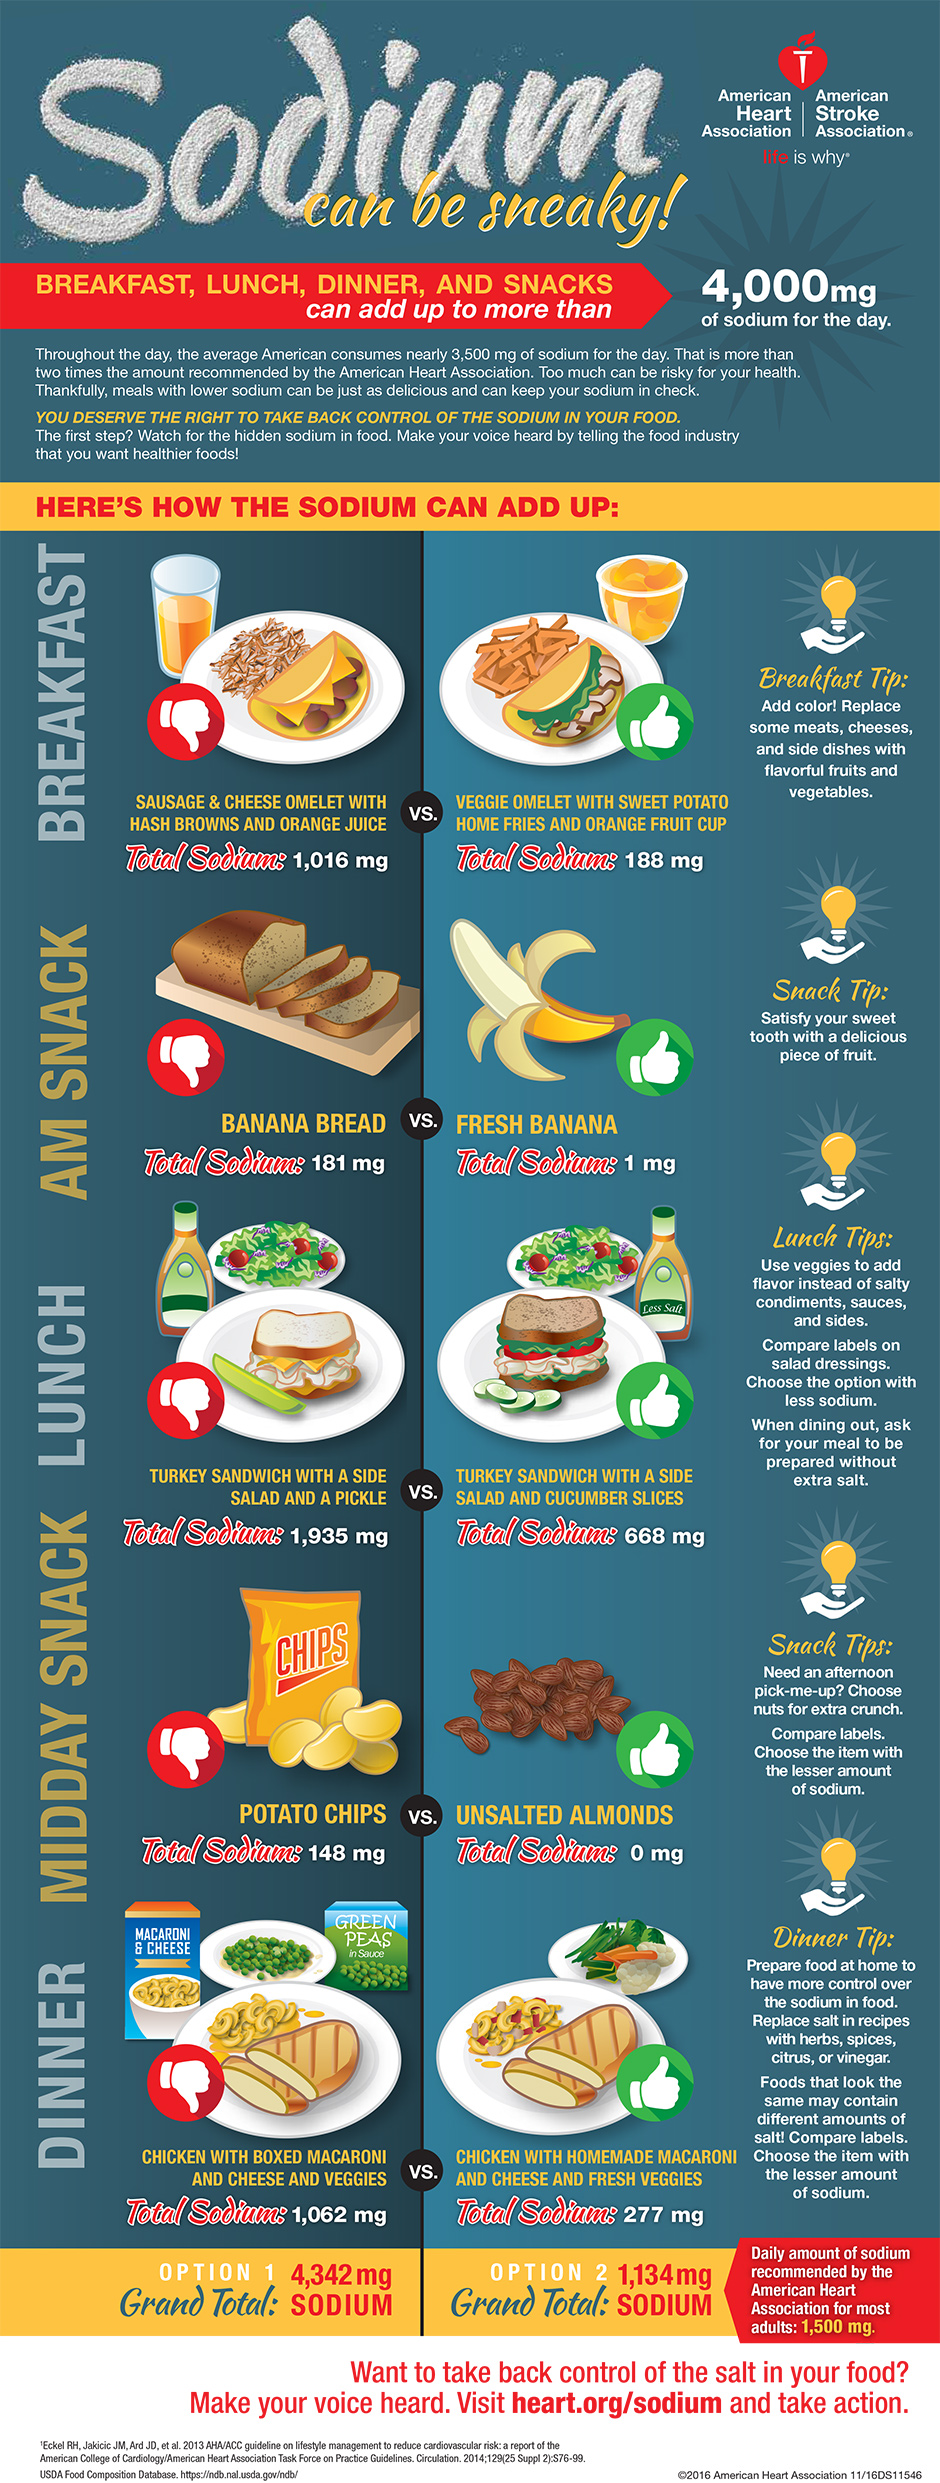 Sodium
can be sneaky!
American
Heart
Association
American
Stroke
Association®
life is why®
BREAKFAST, LUNCH, DINNER, AND SNACKS
can add up to more than
4,000mg
of sodium for the day.
Throughout the day, the average American consumes nearly 3,500 mg of sodium for the day. That is more than
two times the amount recommended by the American Heart Association. Too much can be risky for your health.
Thankfully, meals with lower sodium can be just as delicious and can keep your sodium in check.
YOU DESERVE THE RIGHT TO TAKE BACK CONTROL OF THE SODIUM IN YOUR FOOD.
The first step? Watch for the hidden sodium in food. Make your voice heard by telling the food industry
that you want healthier foods!
HERE'S HOW THE SODIUM CAN ADD UP:
BREAKFAST
SAUSAGE & CHEESE OMELET WITH
HASH BROWNS AND ORANGE JUICE
Total Sodium: 1,016 mg
VS.
VEGGIE OMELET WITH SWEET POTATO
HOME FRIES AND ORANGE FRUIT CUP
Total Sodium: 188 mg
Breakfast Tip:
Add color! Replace
some meats, cheeses,
and side dishes with
flavorful fruits and
vegetables.
AM SNACK
BANANA BREAD
Total Sodium: 181 mg
VS.
FRESH BANANA
Total Sodium: 1 mg
Snack Tip:
Satisfy your sweet
tooth with a delicious
piece of fruit.
LUNCH
Less Salt
TURKEY SANDWICH WITH A SIDE
SALAD AND A PICKLE
Total Sodium: 1,935 mg
VS.
TURKEY SANDWICH WITH A SIDE
SALAD AND CUCUMBER SLICES
Total Sodium: 668 mg
Lunch Tips:
Use veggies to add
flavor instead of salty
condiments, sauces,
and sides.
Compare labels on
salad dressings.
Choose the option with
less sodium.
When dining out, ask
for your meal to be
prepared without
extra salt.
MIDDAY SNACK
CHIPS
POTATO CHIPS
Total Sodium: 148 mg
VS.
UNSALTED ALMONDS
Total Sodium: 0 mg
Snack Tips:
Need an afternoon
pick-me-up? Choose
nuts for extra crunch.
Compare labels.
Choose the item with
the lesser amount
of sodium.
DINNER
MACARONI
& CHEESE
GREEN
PEAS
in Sauce
CHICKEN WITH BOXED MACARONI
AND CHEESE AND VEGGIES
Total Sodium: 1,062 mg
VS.
CHICKEN WITH HOMEMADE MACARONI
AND CHEESE AND FRESH VEGGIES
Total Sodium: 277 mg
Dinner Tip:
Prepare food at home to
have more control over
the sodium in food.
Replace salt in recipes
with herbs, spices,
citrus, or vinegar.
Foods that look the
same may contain
different amounts of
salt! Compare labels.
Choose the item with
the lesser amount
of sodium.
OPTION 1
Grand Total:
4,342 mg
SODIUM
OPTION 2
Grand Total:
1,134 mg
SODIUM
Daily amount of sodium
recommended by the
American Heart
Association for most
adults: 1,500 mg.
Want to take back control of the salt in your food?
Make your voice heard. Visit heart.org/sodium and take action.
¹Eckel RH, Jakicic JM, Ard JD, et al. 2013 AHA/ACC guideline on lifestyle management to reduce cardiovascular risk: a report of the
American College of Cardiology/American Heart Association Task Force on Practice Guidelines. Circulation. 2014;129(25 Suppl 2):S76-99.
USDA Food Composition Database. https://ndb.nal.usda.gov/ndb/
©2016 American Heart Association 11/16DS11546